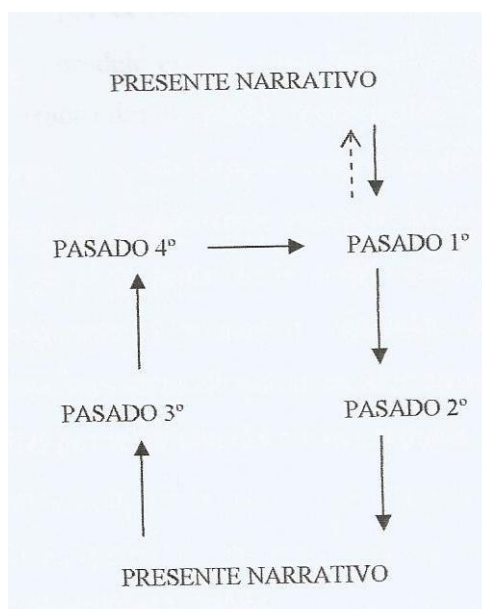 PRESENTE NARRATIVO
PASADO 4º PASADO 1º
PASADO 3º PASADO 2º
PRESENTE NARRATIVO